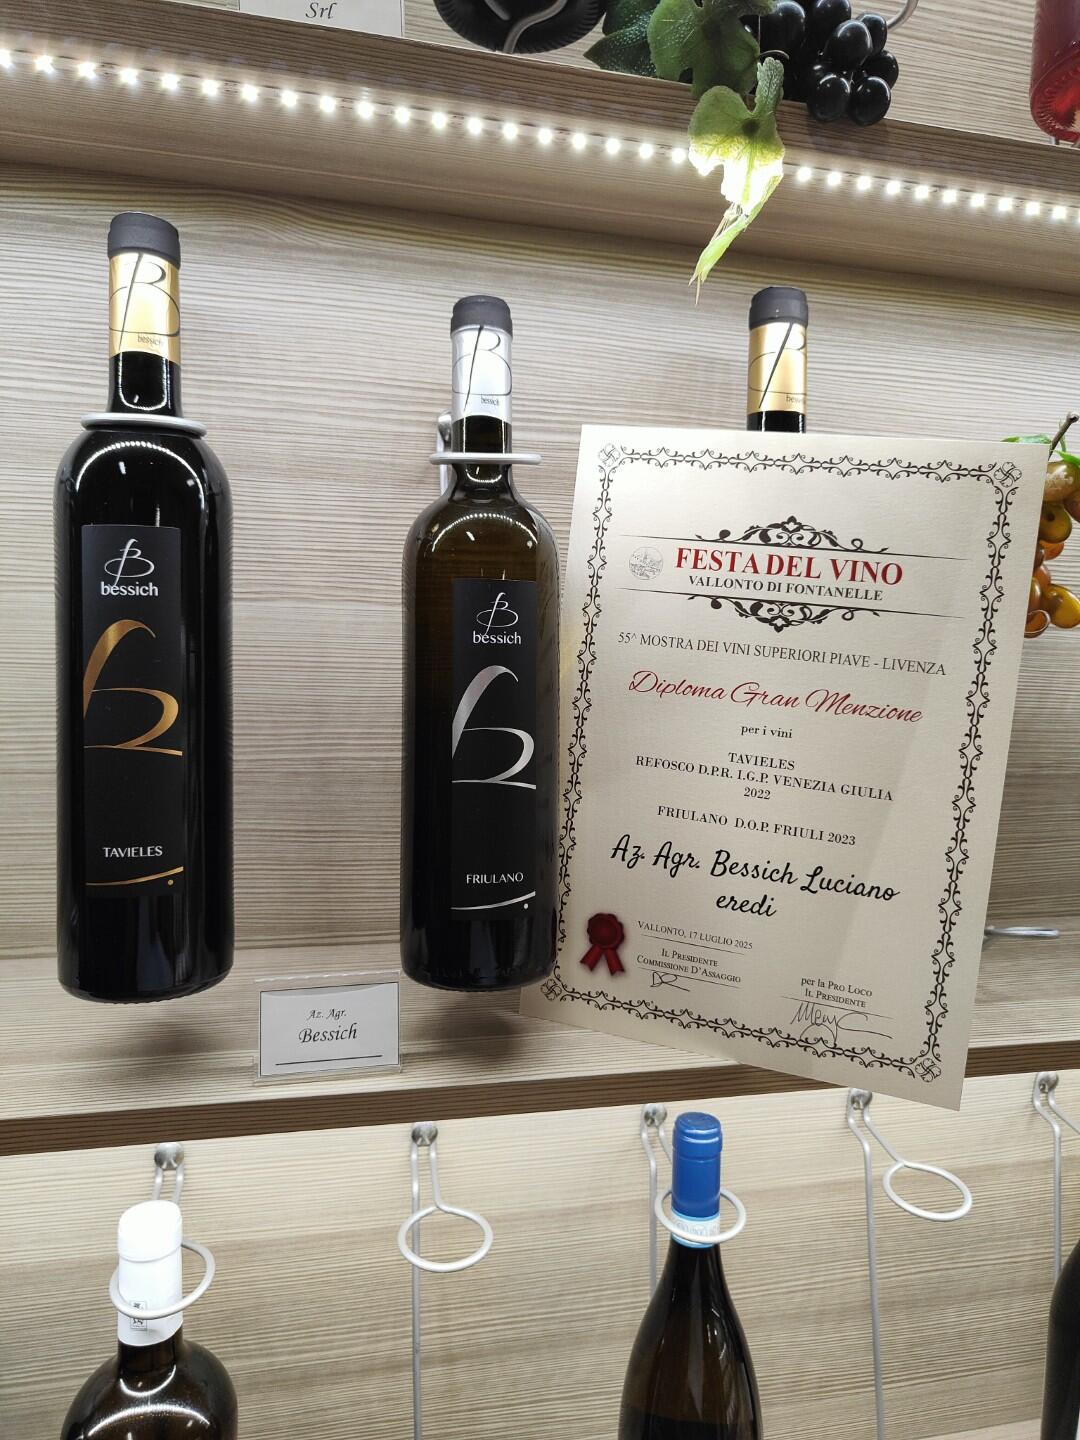 Srl
bessich
bessich
bessich
TAVIELES
bessich
FRIULANO
Az. Agr.
Bessich
FESTA DEL VINO
VALLONTO DI FONTANELLE
55^ MOSTRA DEI VINI SUPERIORI PIAVE - LIVENZA
Diploma Gran Menzione
per i vini
TAVIELES
REFOSCO D.P.R. I.G.P. VENEZIA GIULIA
2022
FRIULANO D.O.P. FRIULI 2023
Az. Agr. Bessich Luciano
eredi
VALLONTO, 17 LUGLIO 2025
IL PRESIDENTE
COMMISSIONE D'ASSAGGIO
per la PRO LOCO
IL PRESIDENTE